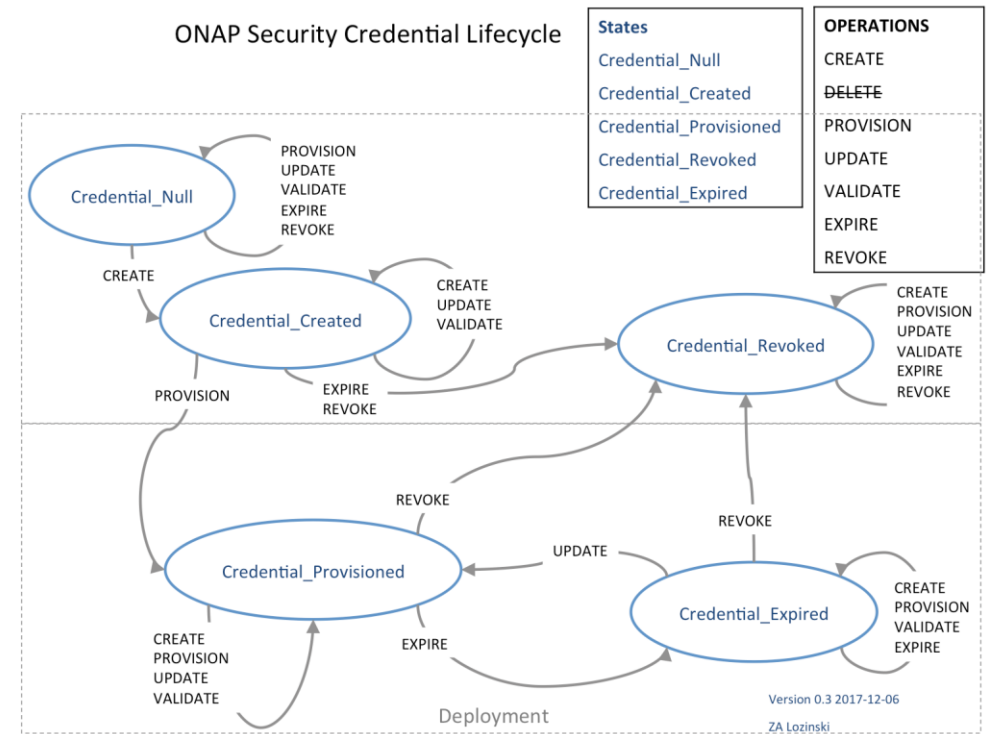 ONAP Security Credential Lifecycle
States
Credential_Null
Credential_Created
Credential_Provisioned
Credential_Revoked
Credential_Expired
OPERATIONS
CREATE
DELETE
PROVISION
UPDATE
VALIDATE
EXPIRE
REVOKE
Credential_Null
PROVISION
UPDATE
VALIDATE
EXPIRE
REVOKE
CREATE
Credential_Created
CREATE
UPDATE
VALIDATE
PROVISION
EXPIRE
REVOKE
Credential_Revoked
CREATE
PROVISION
UPDATE
VALIDATE
EXPIRE
REVOKE
REVOKE
REVOKE
Credential_Provisioned
UPDATE
Credential_Expired
CREATE
PROVISION
VALIDATE
EXPIRE
CREATE
PROVISION
UPDATE
VALIDATE
EXPIRE
Deployment
Version 0.3 2017-12-06
ZA Lozinski